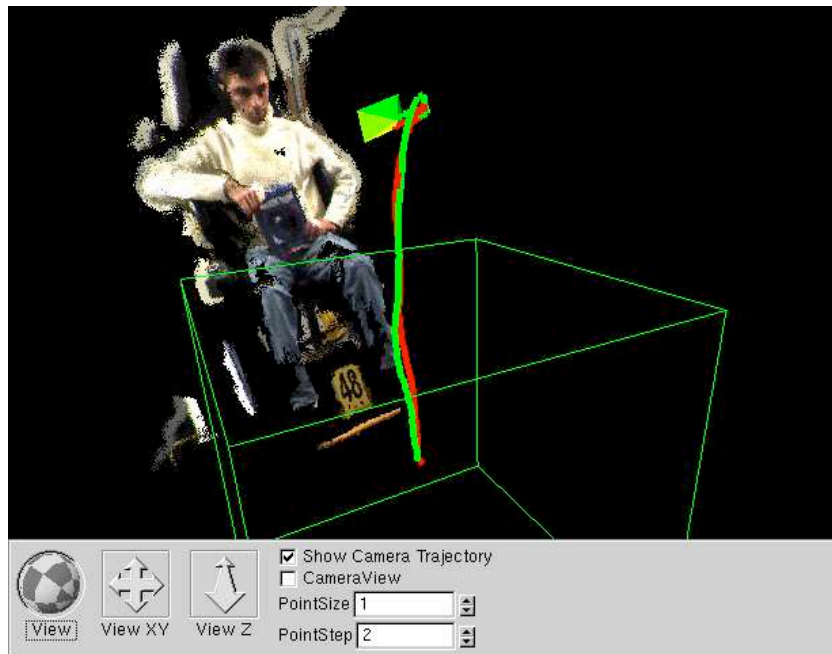 48
Show Camera Trajectory
CameraView
PointSize 1
PointStep 2
View
View XY
View Z